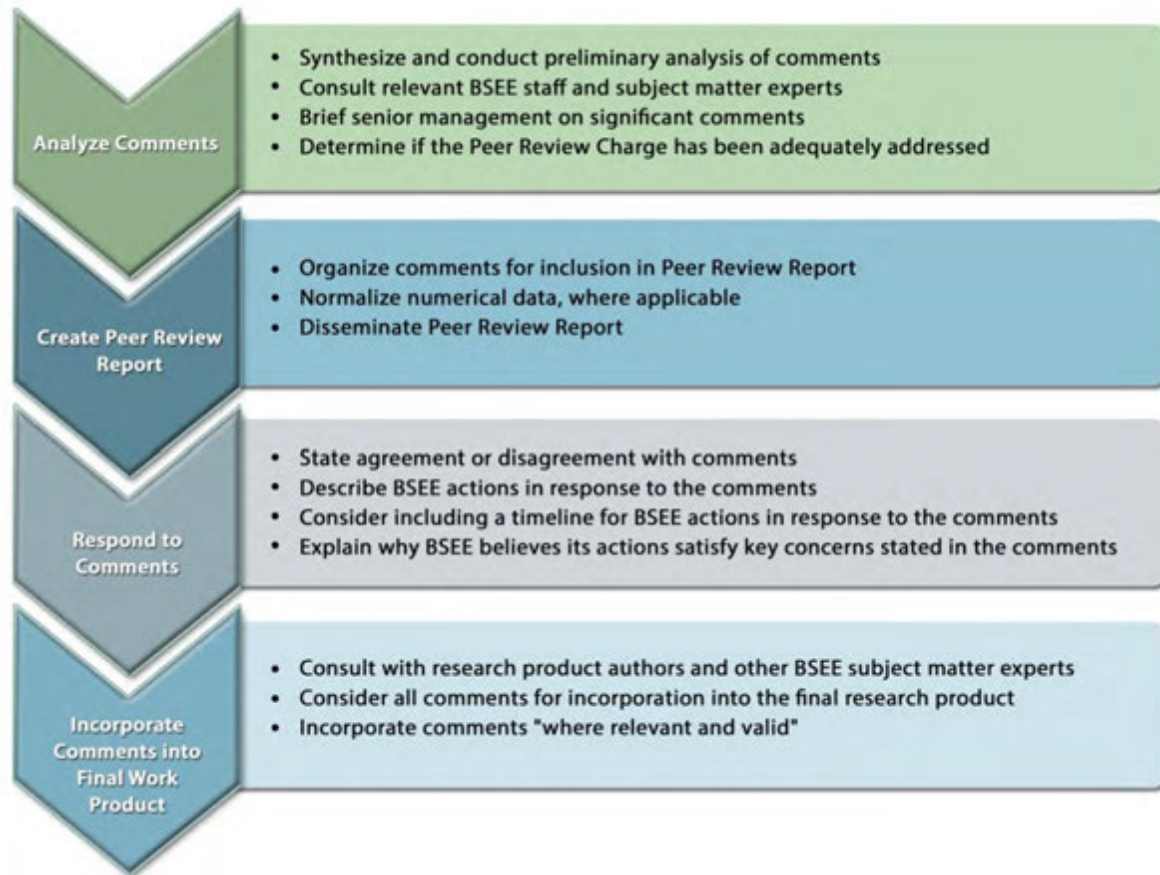 Analyze Comments
• Synthesize and conduct preliminary analysis of comments
• Consult relevant BSEE staff and subject matter experts
• Brief senior management on significant comments
• Determine if the Peer Review Charge has been adequately addressed
Create Peer Review
Report
• Organize comments for inclusion in Peer Review Report
• Normalize numerical data, where applicable
• Disseminate Peer Review Report
Respond to
Comments
• State agreement or disagreement with comments
• Describe BSEE actions in response to the comments
• Consider including a timeline for BSEE actions in response to the comments
• Explain why BSEE believes its actions satisfy key concerns stated in the comments
Incorporate
Comments into
Final Work
Product
• Consult with research product authors and other BSEE subject matter experts
• Consider all comments for incorporation into the final research product
• Incorporate comments "where relevant and valid"